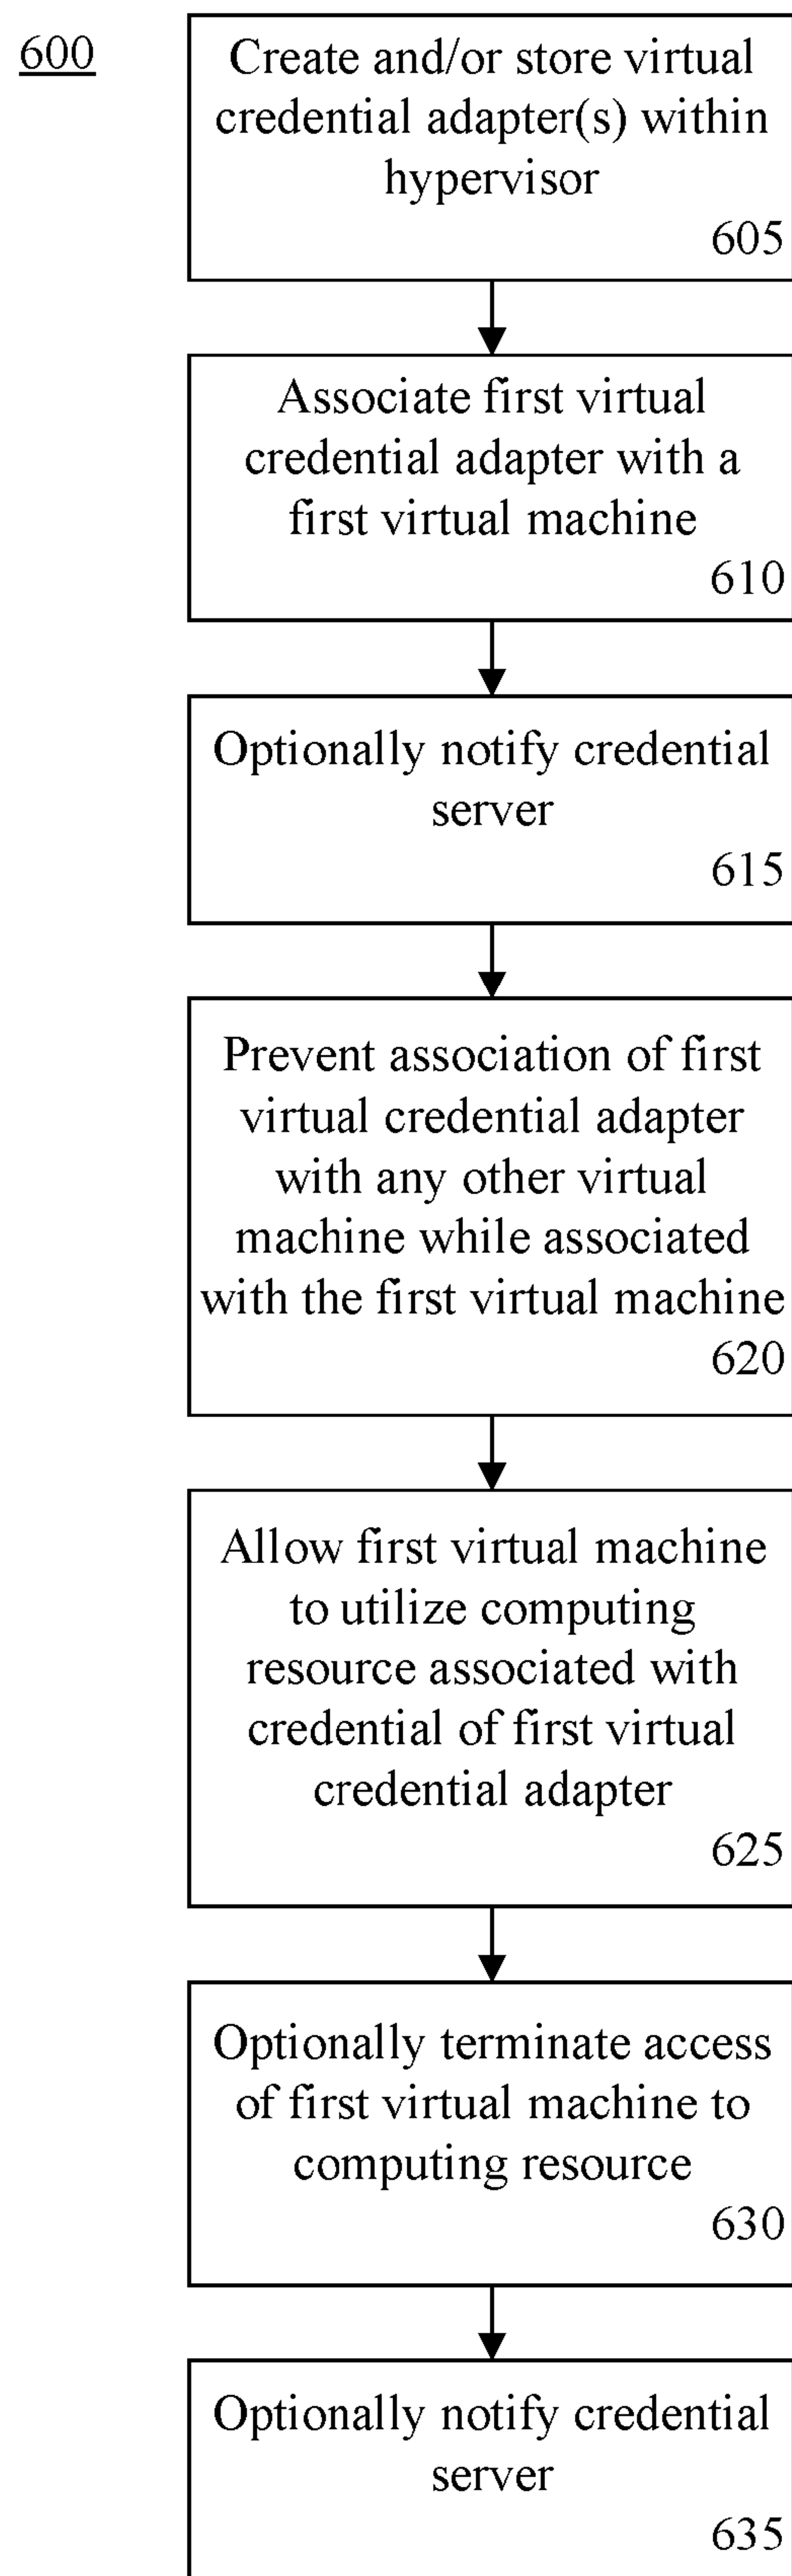 600
Create and/or store virtual
credential adapter(s) within
hypervisor
605
Associate first virtual
credential adapter with a
first virtual machine
610
Optionally notify credential
server
615
Prevent association of first
virtual credential adapter
with any other virtual
machine while associated
with the first virtual machine
620
Allow first virtual machine
to utilize computing
resource associated with
credential of first virtual
credential adapter
625
Optionally terminate access
of first virtual machine to
computing resource
630
Optionally notify credential
server
635